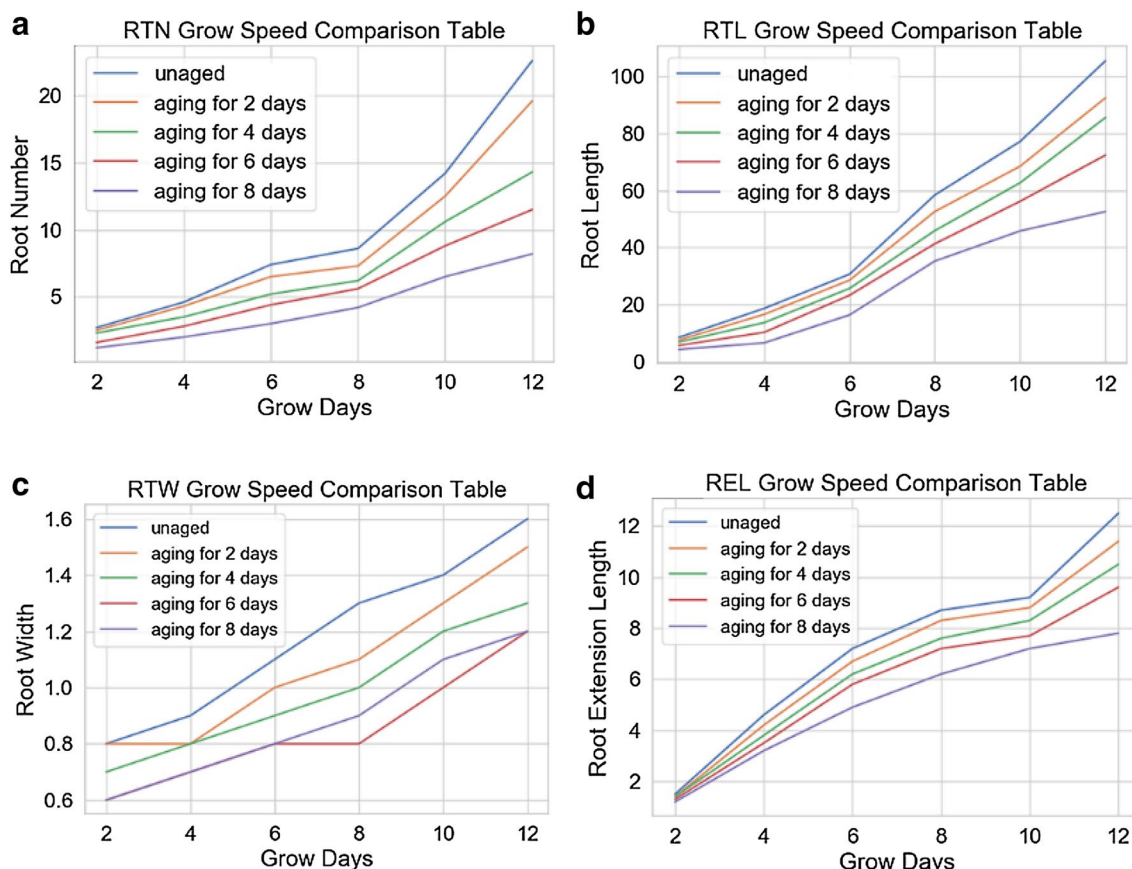 a
RTN Grow Speed Comparison Table
unaged
aging for 2 days
aging for 4 days
aging for 6 days
aging for 8 days
Root Number
20
15
10
5
2 4 6 8 10 12
Grow Days
b
RTL Grow Speed Comparison Table
unaged
aging for 2 days
aging for 4 days
aging for 6 days
aging for 8 days
Root Length
100
80
60
40
20
0
2 4 6 8 10 12
Grow Days
c
RTW Grow Speed Comparison Table
unaged
aging for 2 days
aging for 4 days
aging for 6 days
aging for 8 days
Root Width
1.6
1.4
1.2
1.0
0.8
0.6
2 4 6 8 10 12
Grow Days
d
REL Grow Speed Comparison Table
unaged
aging for 2 days
aging for 4 days
aging for 6 days
aging for 8 days
Root Extension Length
12
10
8
6
4
2
2 4 6 8 10 12
Grow Days